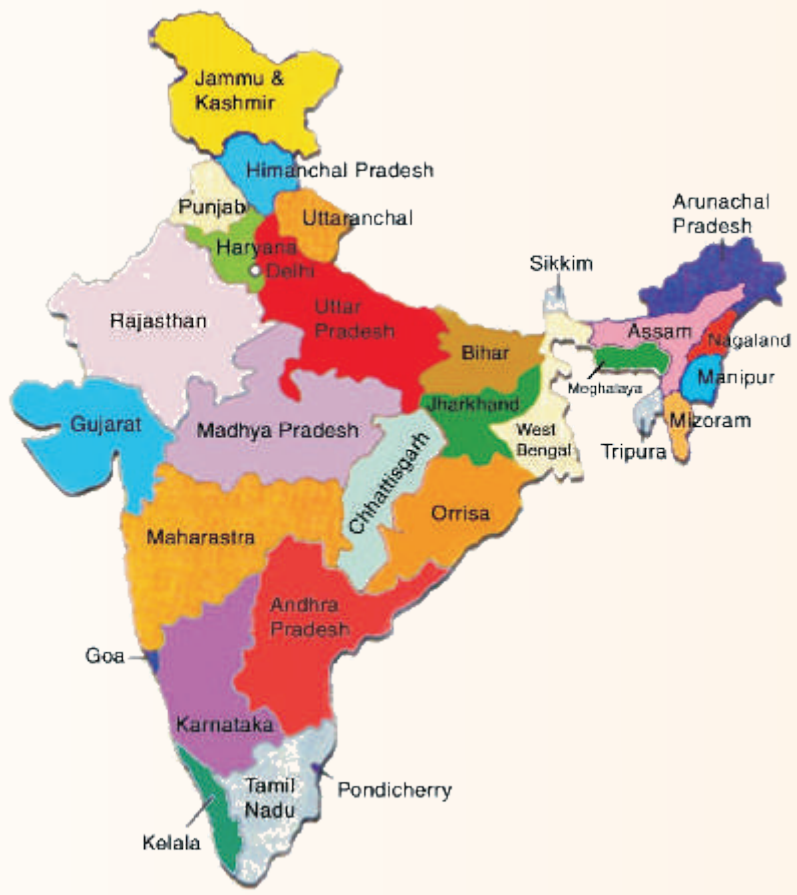 Jammu &
Kashmir
Himanchal Pradesh
Punjab
Uttaranchal
Haryana
Delhi
Arunachal
Pradesh
Sikkim
Rajasthan
Uttar
Pradesh
Bihar
Assam
Nagaland
Meghalaya
Manipur
Gujarat
Madhya Pradesh
Jharkhand
West
Bengal
Tripura
Mizoram
Chhattisgarh
Orrisa
Maharastra
Andhra
Pradesh
Goa
Karnataka
Tamil
Nadu
Pondicherry
Kelala